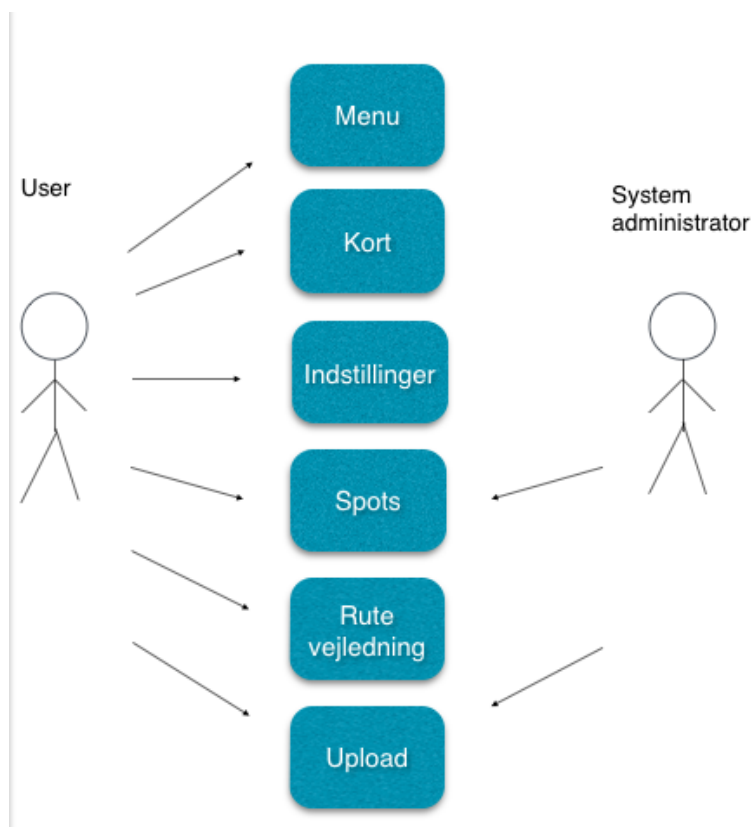 Menu
User
System
administrator
Kort
Indstillinger
Spots
Rute
vejledning
Upload